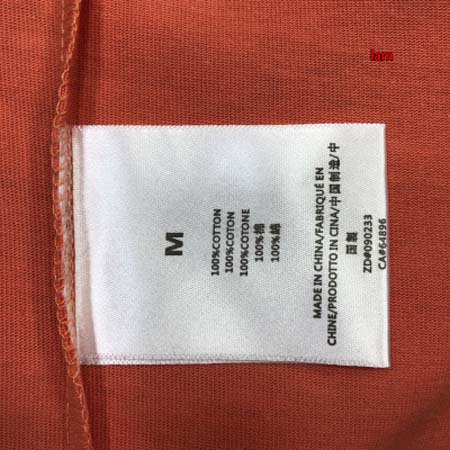 lam
M
100%COTTON
100%COTON
100%COTONE
100%棉
100%綿
MADE IN CHINA/FABRIQUÉ EN
CHINE/PRODOTTO IN CINA/中国制造/中
国製
ZD#090233
CA#64896